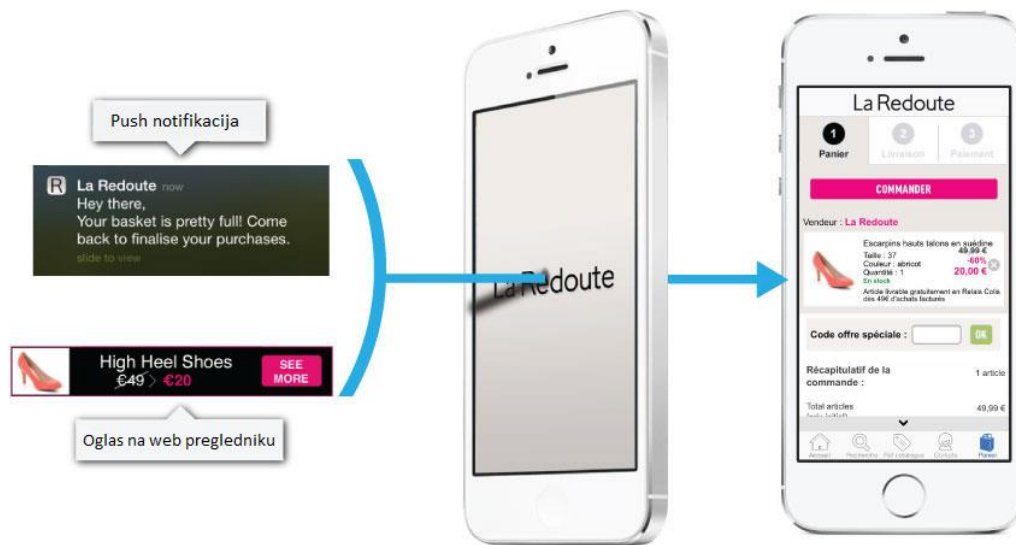 Push notifikacija
R
La Redoute now
Hey there,
Your basket is pretty full! Come
back to finalise your purchases.
slide to view
High Heel Shoes
€49 > €20
SEE
MORE
Oglas na web pregledniku
La Redoute
La Redoute
1
Panier
2
Livraison
3
Paiement
COMMANDER
Vendeur : La Redoute
Escarpins hauts talons en suédine
49,99 €
Taille : 37
-60%
Couleur : abricot
Quantité : 1
20,00 €
En stock
Article livrable gratuitement en Relais Colis
dès 49€ d'achats facturés
Code offre spéciale :
OK
Récapitulatif de la
commande :
1 article
Total articles
49,99 €
Accueil
Recherche
Ref catalogue
Compte
Panier